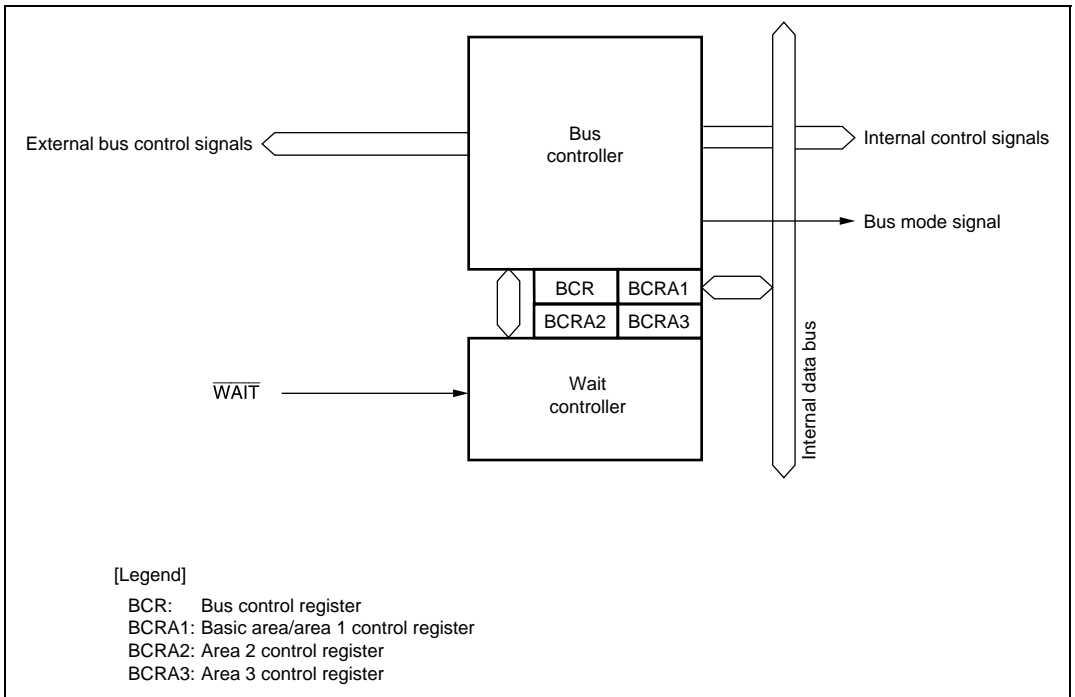 Bus
controller
External bus control signals
Internal control signals
Bus mode signal
BCR
BCRA1
BCRA2
BCRA3
WAIT
Wait
controller
Internal data bus
[Legend]
BCR: Bus control register
BCRA1: Basic area/area 1 control register
BCRA2: Area 2 control register
BCRA3: Area 3 control register